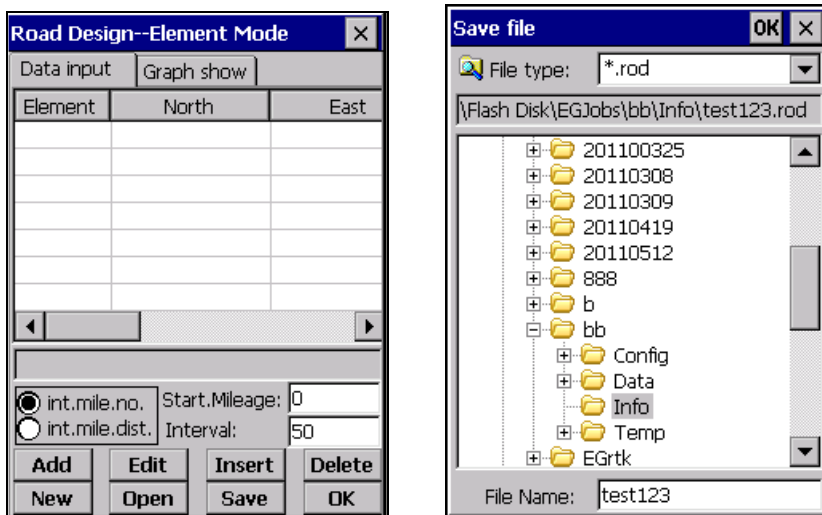 Road Design--Element Mode
Data input Graph show
Element North East
int.mile.no. Start.Mileage: 0
int.mile.dist. Interval: 50
Add Edit Insert Delete
New Open Save OK
Save file OK
File type: *.rod
\Flash Disk\EGJobs\bb\Info\test123.rod
201100325
20110308
20110309
20110419
20110512
888
b
bb
Config
Data
Info
Temp
EGrtk
File Name: test123